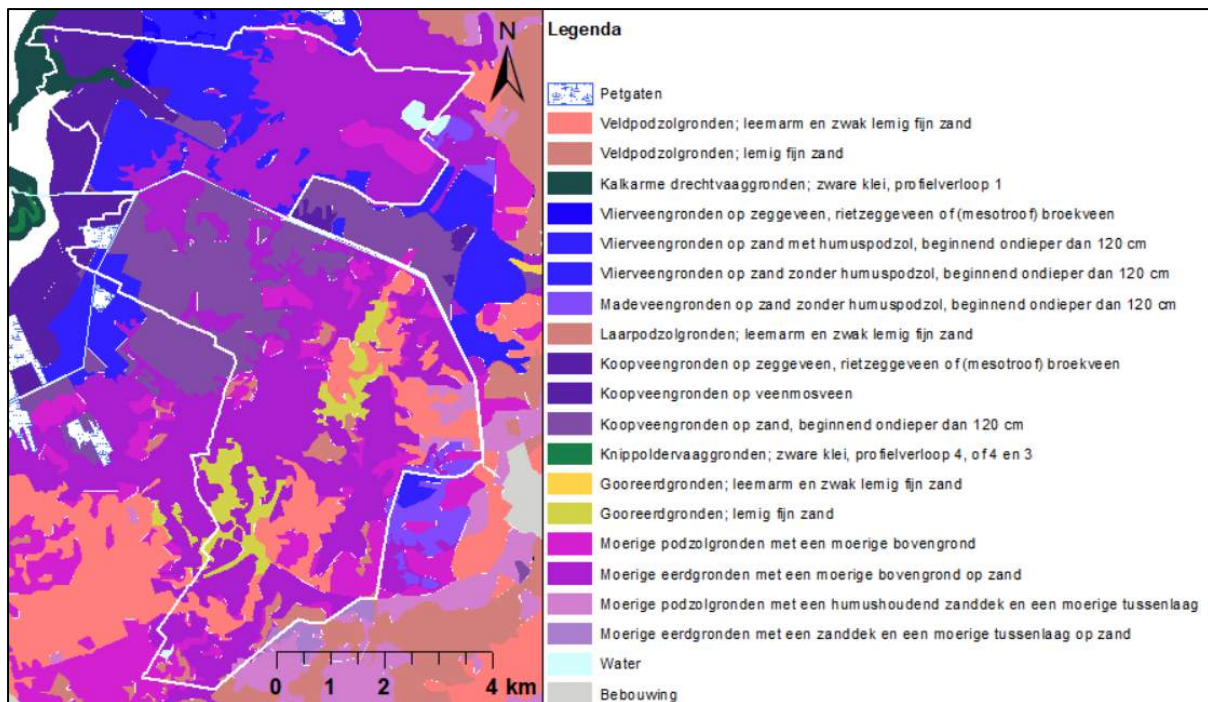 N
0 1 2 4 km
Legenda
Petgaten
Veldpodzolgronden; leemarm en zwak lemig fijn zand
Veldpodzolgronden; lemig fijn zand
Kalkarme drechtvaaggronden; zware klei, profielverloop 1
Vlierveengronden op zeggeveen, rietzeggeveen of (mesotroof) broekveen
Vlierveengronden op zand met humuspodzol, beginnend ondieper dan 120 cm
Vlierveengronden op zand zonder humuspodzol, beginnend ondieper dan 120 cm
Madeveengronden op zand zonder humuspodzol, beginnend ondieper dan 120 cm
Laarpodzolgronden; leemarm en zwak lemig fijn zand
Koopveengronden op zeggeveen, rietzeggeveen of (mesotroof) broekveen
Koopveengronden op veenmosveen
Koopveengronden op zand, beginnend ondieper dan 120 cm
Knippoldervaaggronden; zware klei, profielverloop 4, of 4 en 3
Gooreerdgronden; leemarm en zwak lemig fijn zand
Gooreerdgronden; lemig fijn zand
Moerige podzolgronden met een moerige bovengrond
Moerige eerdgronden met een moerige bovengrond op zand
Moerige podzolgronden met een humushoudend zanddek en een moerige tussenlaag
Moerige eerdgronden met een zanddek en een moerige tussenlaag op zand
Water
Bebouwing